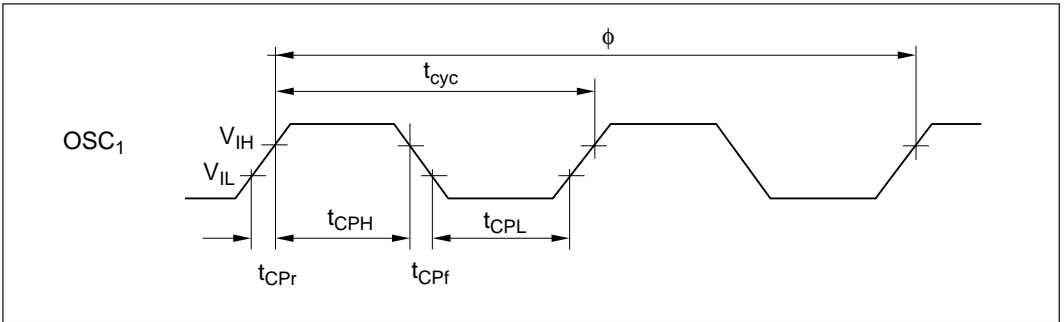 ϕ
tcyc
OSC1
VIH
VIL
tCPH
tCPL
tCPr
tCPf